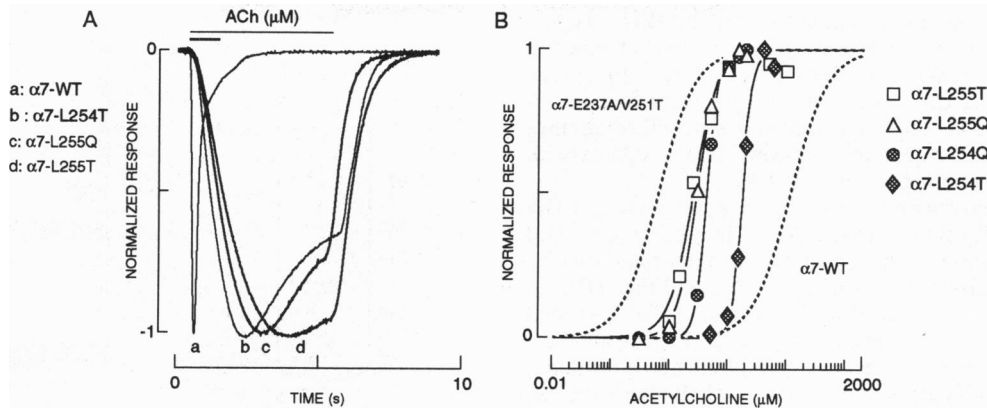 A
ACh (μM)
0
a: α7-WT
b : α7-L254T
c: α7-L255Q
d: α7-L255T
NORMALIZED RESPONSE
-1
a b c d
0 10
TIME (s)
B
1
α7-E237A/V251T
NORMALIZED RESPONSE
α7-WT
0
0.01 2000
ACETYLCHOLINE (μM)
α7-L255T
α7-L255Q
α7-L254Q
α7-L254T